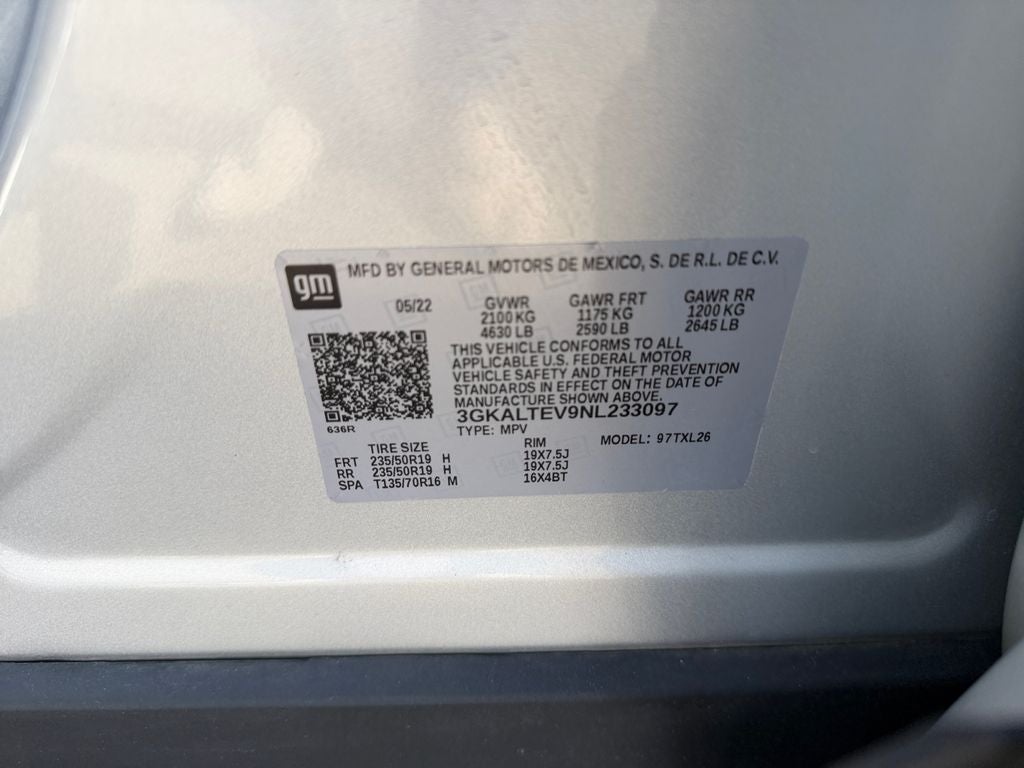 gm
MFD BY GENERAL MOTORS DE MEXICO, S. DE R.L. DE C.V.
05/22 GVWR GAWR FRT GAWR RR
2100 KG 1175 KG 1200 KG
4630 LB 2590 LB 2645 LB
THIS VEHICLE CONFORMS TO ALL
APPLICABLE U.S. FEDERAL MOTOR
VEHICLE SAFETY AND THEFT PREVENTION
STANDARDS IN EFFECT ON THE DATE OF
MANUFACTURE SHOWN ABOVE.
3GKALTEV9NL233097
636R
TYPE: MPV
TIRE SIZE RIM MODEL: 97TXL26
FRT 235/50R19 H 19X7.5J
RR 235/50R19 H 19X7.5J
SPA T135/70R16 M 16X4BT